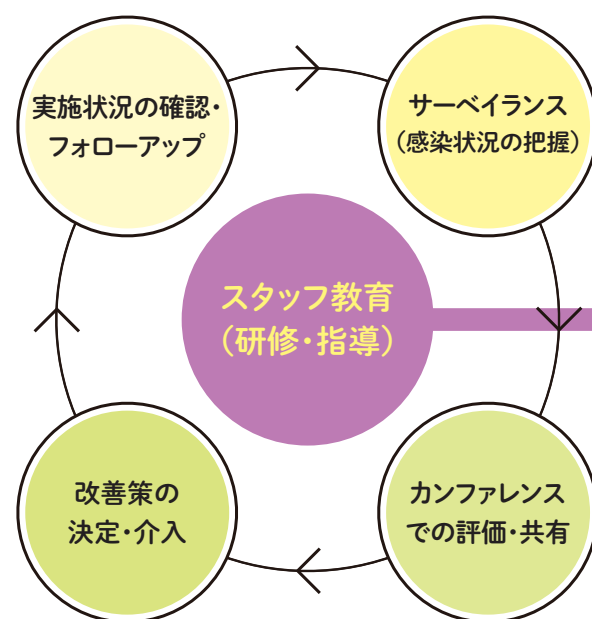 実施状況の確認・
フォローアップ
サーベイランス
(感染状況の把握)
スタッフ教育
(研修・指導)
改善策の
決定・介入
カンファレンス
での評価・共有